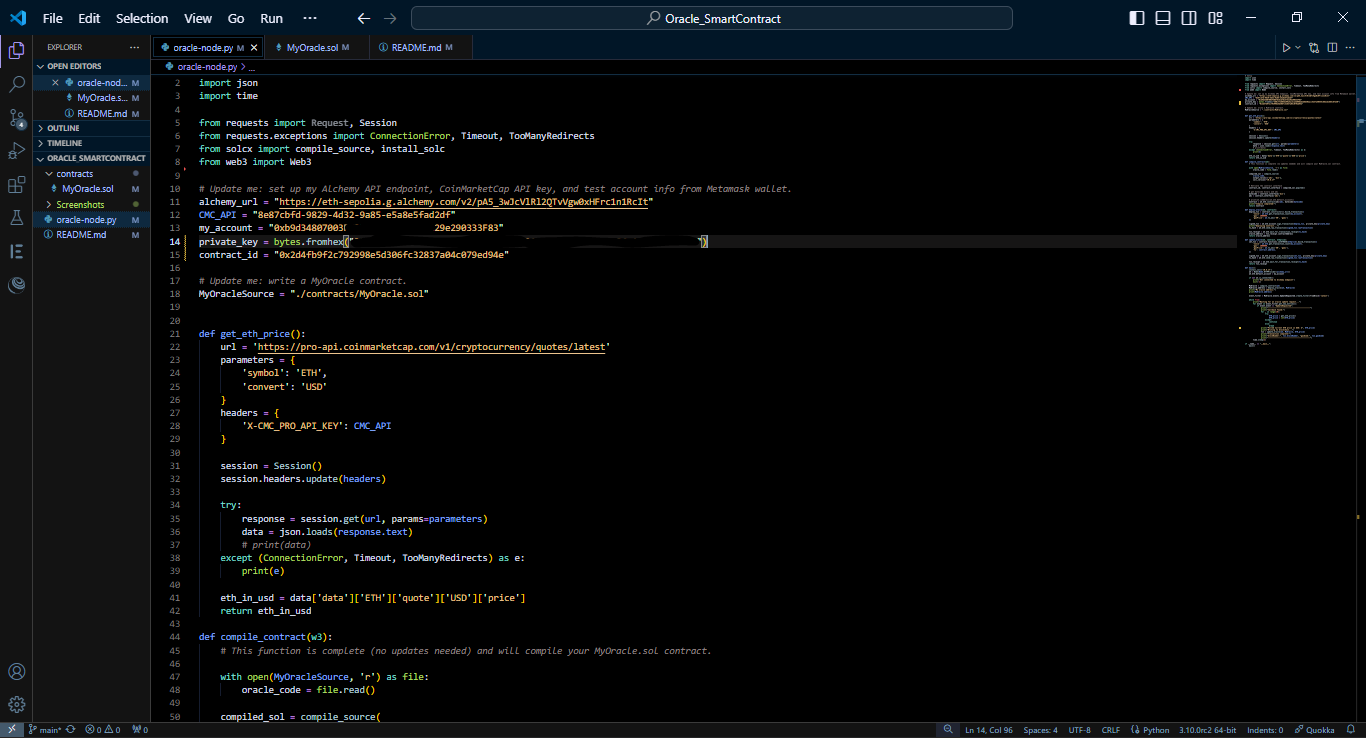 File Edit Selection View Go Run ···
Oracle_SmartContract
EXPLORER
OPEN EDITORS
oracle-nod... M
MyOracle.s... M
README.md M
OUTLINE
TIMELINE
ORACLE_SMARTCONTRACT
contracts
MyOracle.sol M
Screenshots
oracle-node.py M
README.md M
4
oracle-node.py M
MyOracle.sol M
README.md M
oracle-node.py > ...
2 import json
3 import time
4
5 from requests import Request, Session
6 from requests.exceptions import ConnectionError, Timeout, TooManyRedirects
7 from solcx import compile_source, install_solc
8 from web3 import Web3
9
10 # Update me: set up my Alchemy API endpoint, CoinMarketCap API key, and test account info from Metamask wallet.
11 alchemy_url = "https://eth-sepolia.g.alchemy.com/v2/pA5_3wJcVlRl2QTvVgw0xHFrc1n1RcIt"
12 CMC_API = "8e87cbfd-9829-4d32-9a85-e5a8e5fad2df"
13 my_account = "0xb9d34807003( 29e290333F83"
14 private_key = bytes.fromhex(" ")
15 contract_id = "0x2d4fb9f2c792998e5d306fc32837a04c079ed94e"
16
17 # Update me: write a MyOracle contract.
18 MyOracleSource = "./contracts/MyOracle.sol"
19
20
21 def get_eth_price():
22 url = 'https://pro-api.coinmarketcap.com/v1/cryptocurrency/quotes/latest'
23 parameters = {
24 'symbol': 'ETH',
25 'convert': 'USD'
26 }
27 headers = {
28 'X-CMC_PRO_API_KEY': CMC_API
29 }
30
31 session = Session()
32 session.headers.update(headers)
33
34 try:
35 response = session.get(url, params=parameters)
36 data = json.loads(response.text)
37 # print(data)
38 except (ConnectionError, Timeout, TooManyRedirects) as e:
39 print(e)
40
41 eth_in_usd = data['data']['ETH']['quote']['USD']['price']
42 return eth_in_usd
43
44 def compile_contract(w3):
45 # This function is complete (no updates needed) and will compile your MyOracle.sol contract.
46
47 with open(MyOracleSource, 'r') as file:
48 oracle_code = file.read()
49
50 compiled_sol = compile_source(
main* 0 0 0
Ln 14, Col 96 Spaces: 4 UTF-8 CRLF Python 3.10.0rc2 64-bit Indents: 0 Quokka